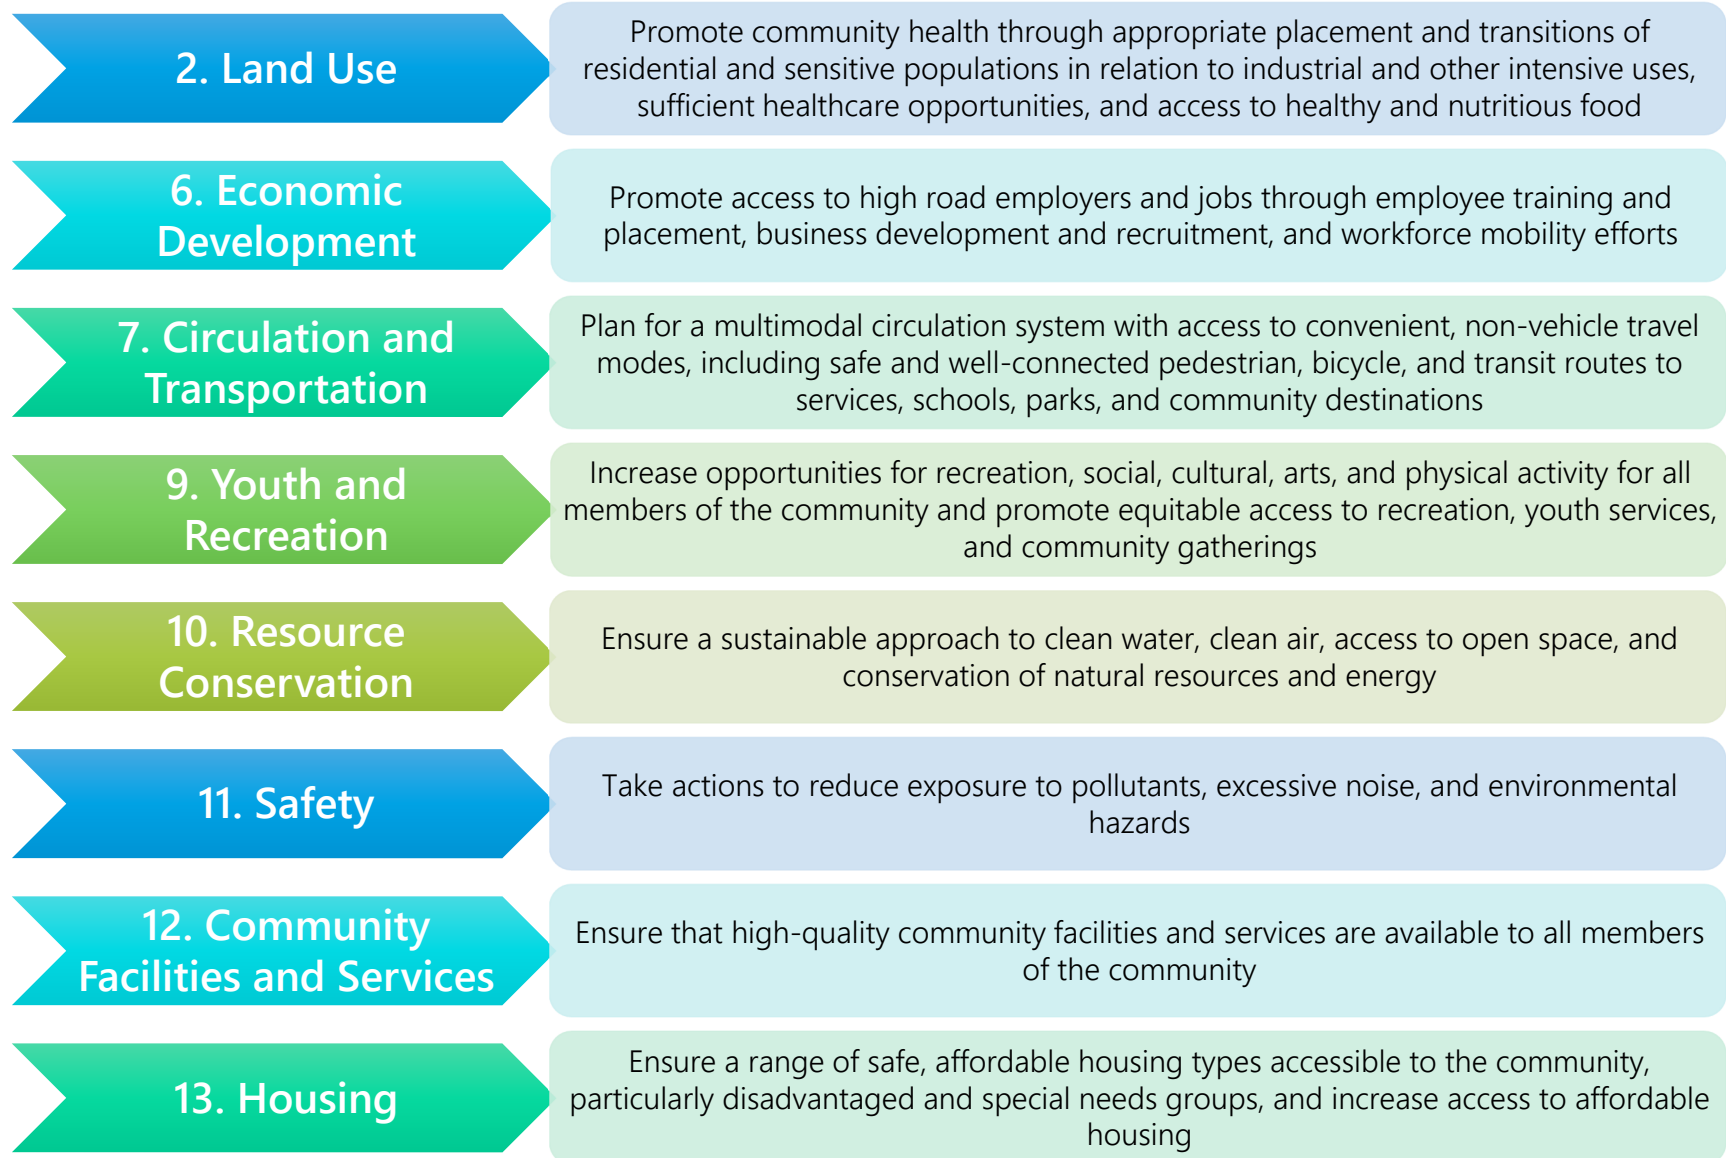 2. Land Use
Promote community health through appropriate placement and transitions of
residential and sensitive populations in relation to industrial and other intensive uses,
sufficient healthcare opportunities, and access to healthy and nutritious food
6. Economic
Development
Promote access to high road employers and jobs through employee training and
placement, business development and recruitment, and workforce mobility efforts
7. Circulation and
Transportation
Plan for a multimodal circulation system with access to convenient, non-vehicle travel
modes, including safe and well-connected pedestrian, bicycle, and transit routes to
services, schools, parks, and community destinations
9. Youth and
Recreation
Increase opportunities for recreation, social, cultural, arts, and physical activity for all
members of the community and promote equitable access to recreation, youth services,
and community gatherings
10. Resource
Conservation
Ensure a sustainable approach to clean water, clean air, access to open space, and
conservation of natural resources and energy
11. Safety
Take actions to reduce exposure to pollutants, excessive noise, and environmental
hazards
12. Community
Facilities and Services
Ensure that high-quality community facilities and services are available to all members
of the community
13. Housing
Ensure a range of safe, affordable housing types accessible to the community,
particularly disadvantaged and special needs groups, and increase access to affordable
housing